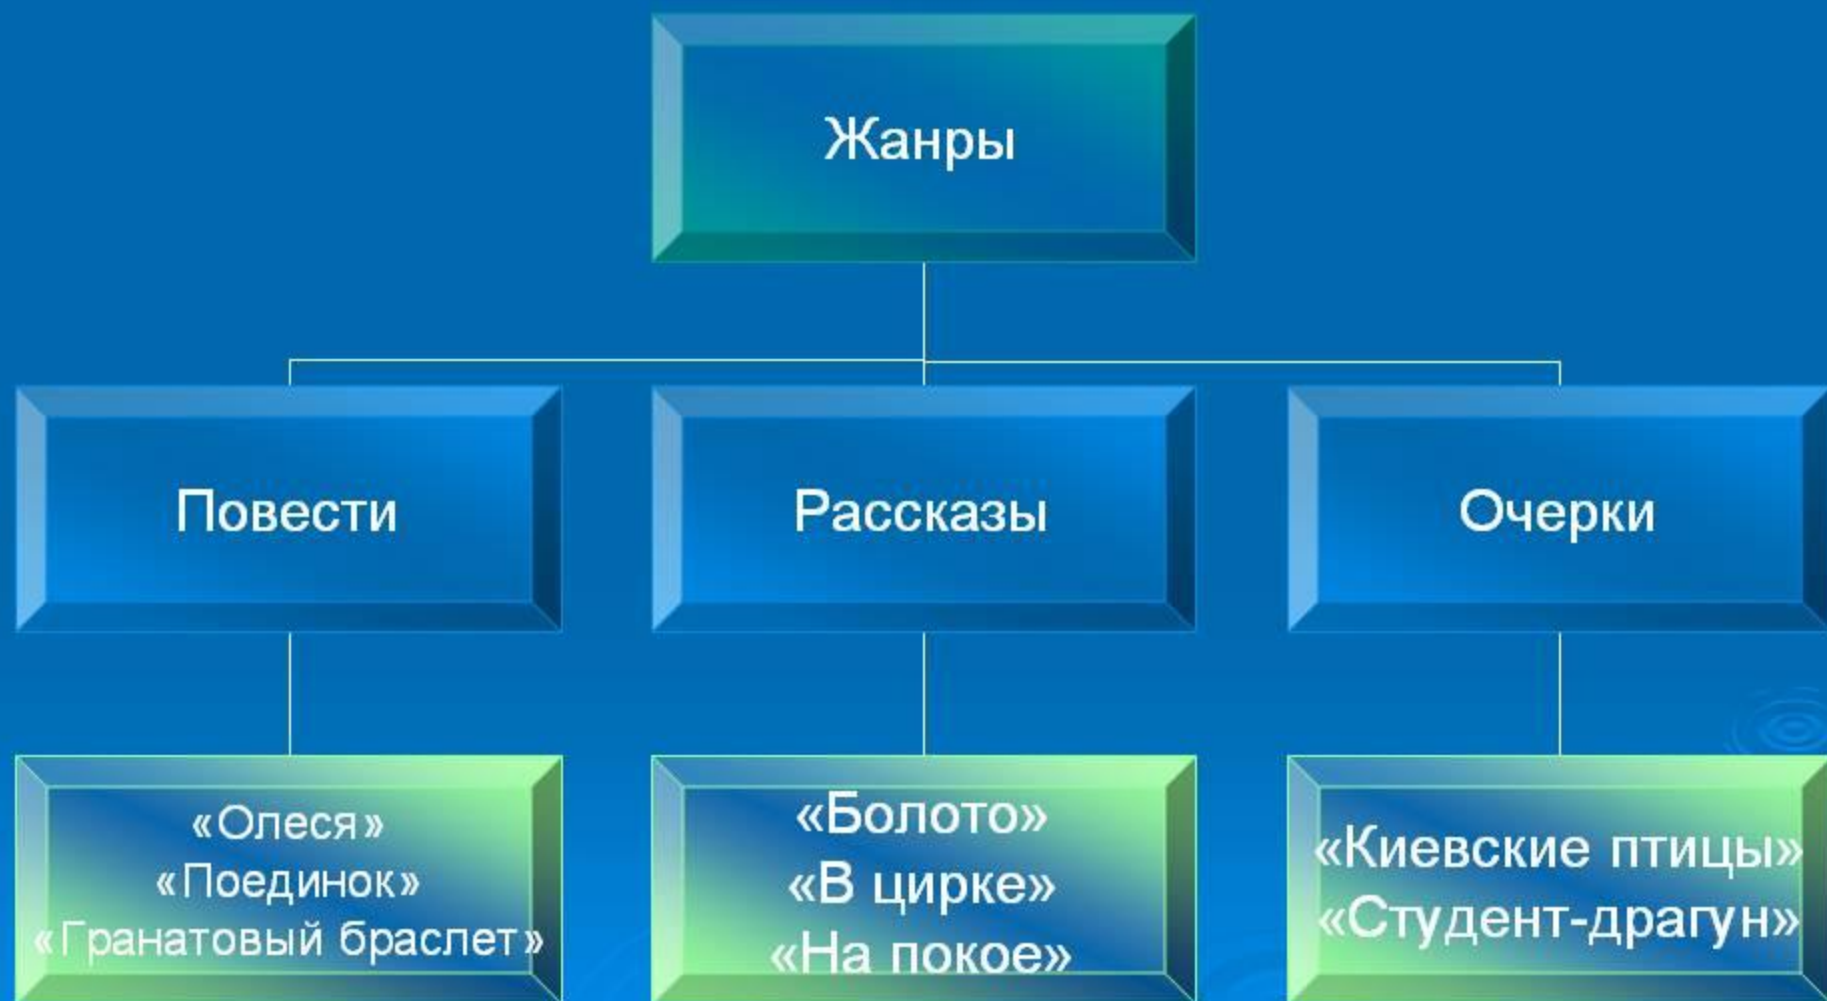 Жанры
Повести
Рассказы
Очерки
«Олеся»
«Поединок»
«Гранатовый браслет»
«Болото»
«В цирке»
«На покое»
«Киевские птицы»
«Студент-драгун»